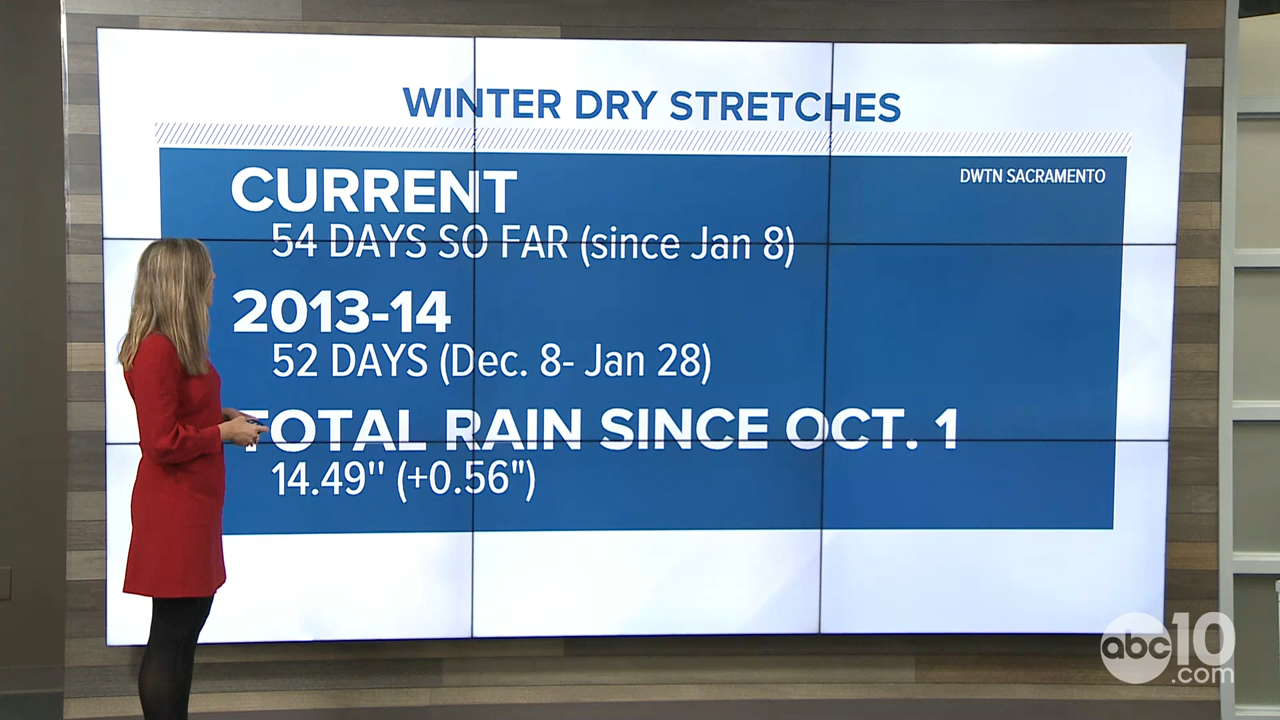 WINTER DRY STRETCHES
DWTN SACRAMENTO
CURRENT
54 DAYS SO FAR (since Jan 8)
2013-14
52 DAYS (Dec. 8- Jan 28)
TOTAL RAIN SINCE OCT. 1
14.49" (+0.56")
abc10
.com